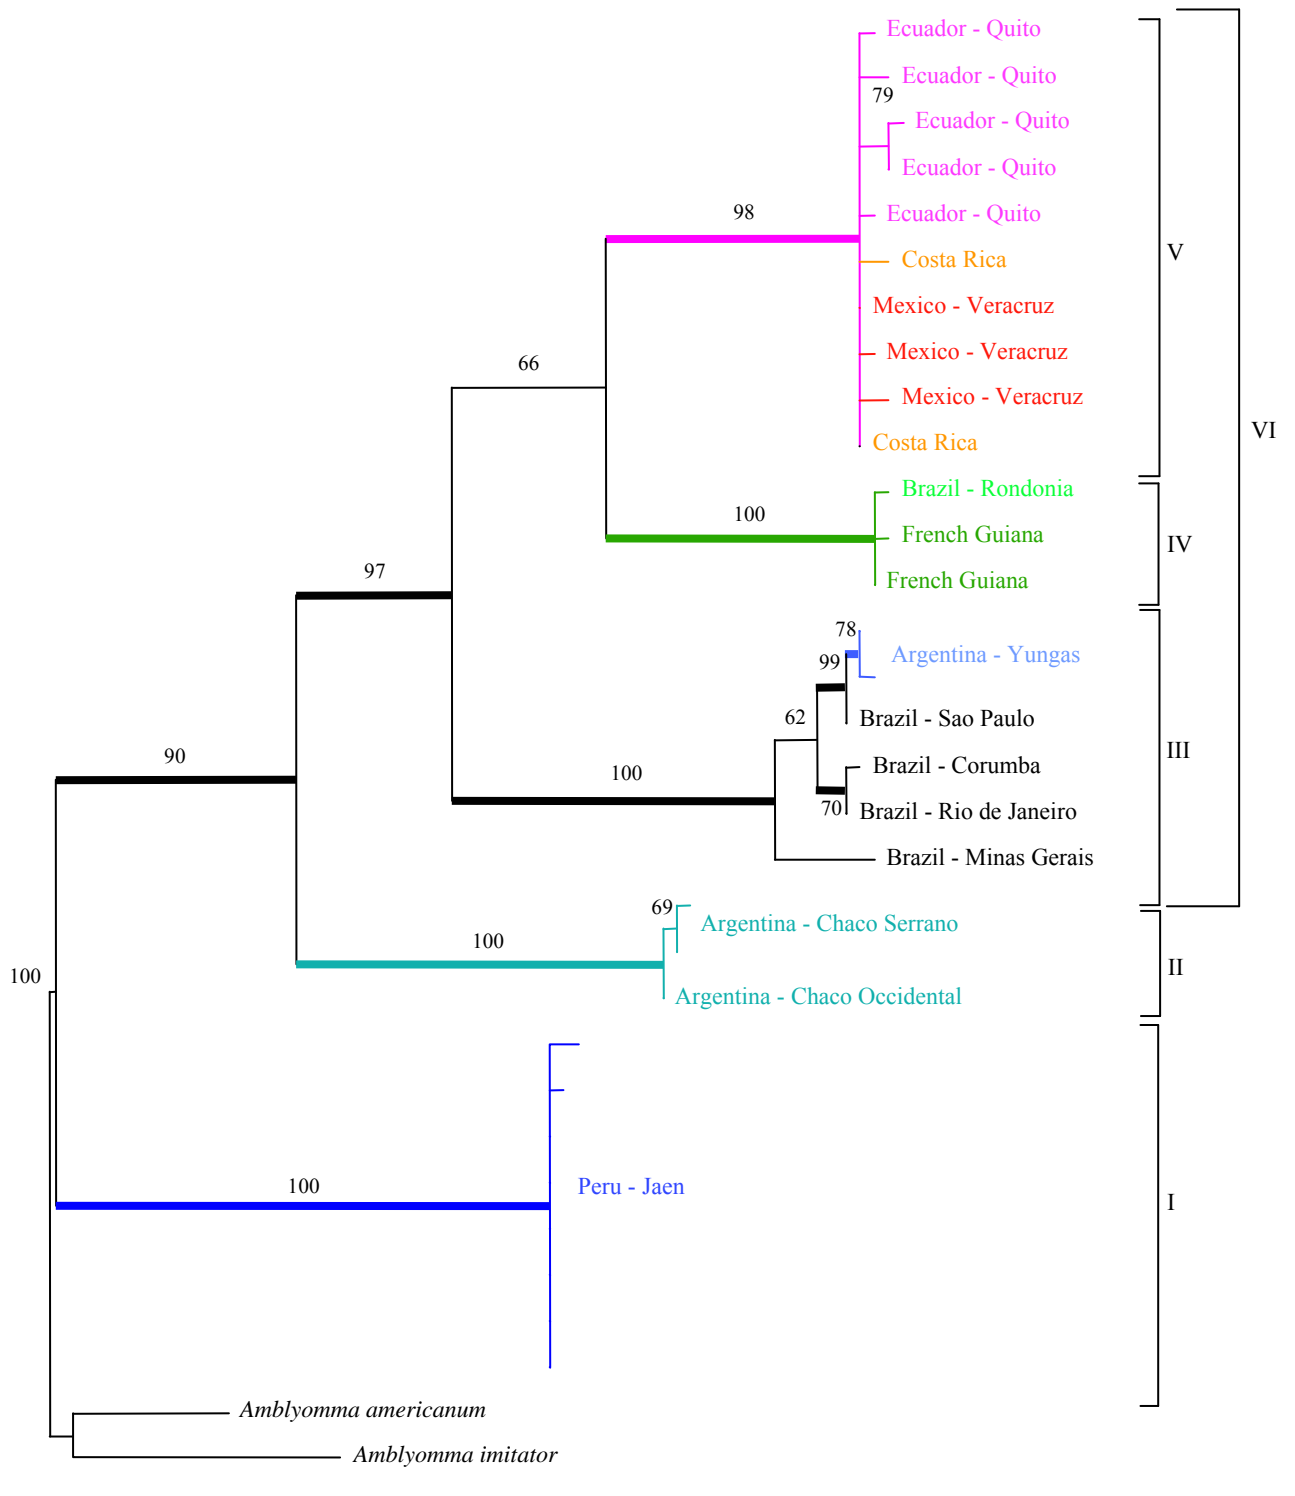 Ecuador - Quito
Ecuador - Quito
79
Ecuador - Quito
Ecuador - Quito
98
Ecuador - Quito
V
Costa Rica
Mexico - Veracruz
Mexico - Veracruz
66
Mexico - Veracruz
VI
Costa Rica
Brazil - Rondonia
100
French Guiana
IV
97
French Guiana
78
Argentina - Yungas
99
62
Brazil - Sao Paulo
90
III
100
Brazil - Corumba
70
Brazil - Rio de Janeiro
Brazil - Minas Gerais
69
Argentina - Chaco Serrano
100
100
II
Argentina - Chaco Occidental
100
Peru - Jaen
I
Amblyomma americanum
Amblyomma imitator